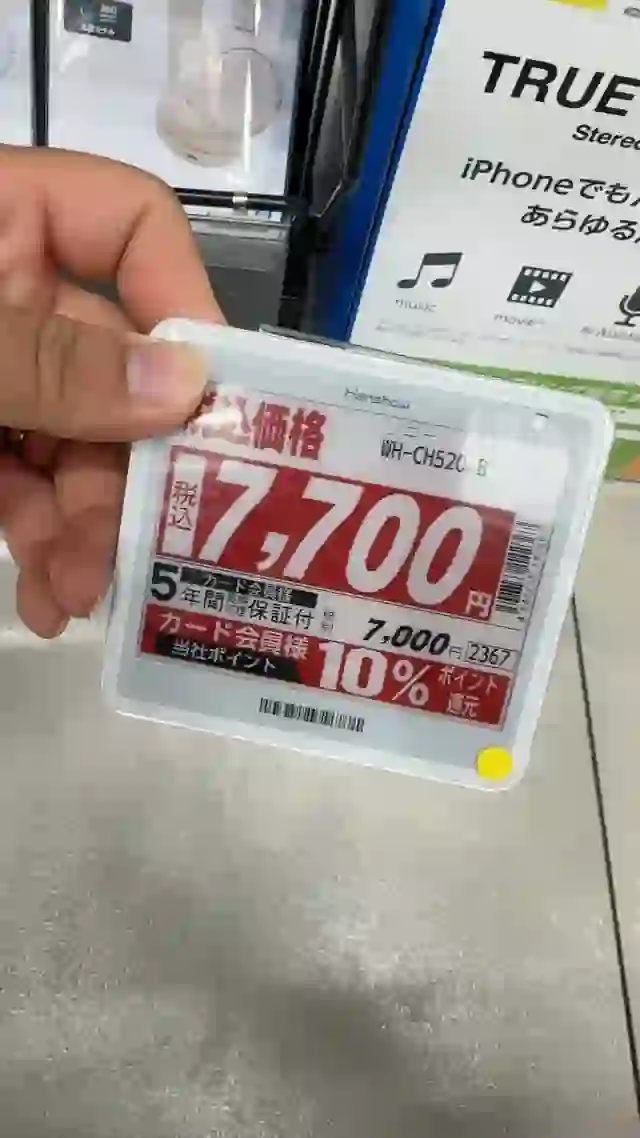 TRUE
Stereo
iPhoneでも
あらゆる
music
movie
Hanshow
税込価格
WH-CH520 B
税込
7,700円
5年間 保証付
カード会員様
7,000円
2367
カード会員様
当社ポイント
10%
ポイント
還元